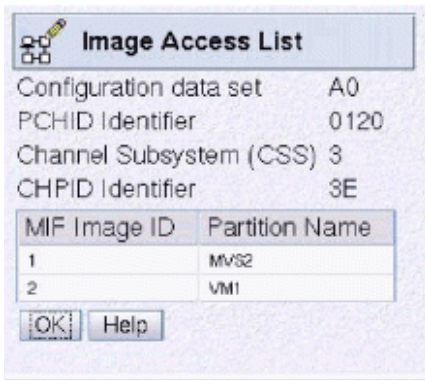 Image Access List
Configuration data set A0
PCHID Identifier 0120
Channel Subsystem (CSS) 3
CHPID Identifier 3E
MIF Image ID Partition Name
1 MVS2
2 VM1
OK Help